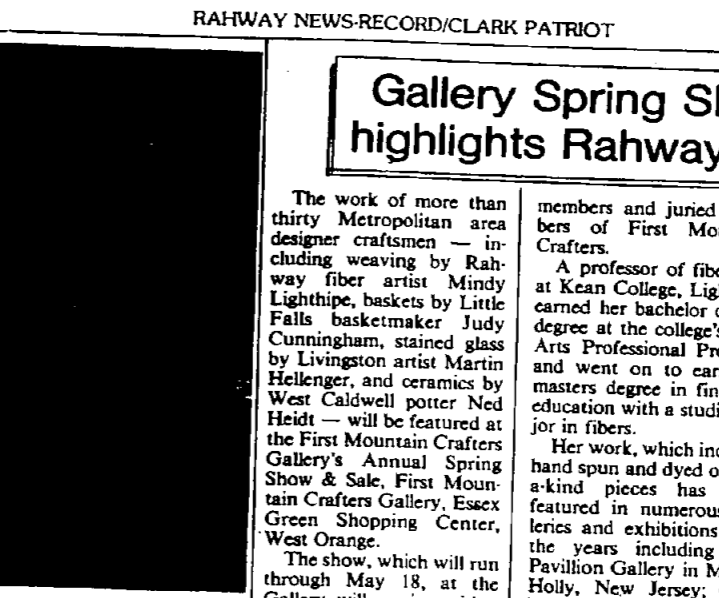 RAHWAY NEWS-RECORD/CLARK PATRIOT
Gallery Spring
highlights Rahway
The work of more than
thirty Metropolitan area
designer craftsmen — in-
cluding weaving by Rah-
way fiber artist Mindy
Lighthipe, baskets by Little
Falls basketmaker Judy
Cunningham, stained glass
by Livingston artist Martin
Hellenger, and ceramics by
West Caldwell potter Ned
Heidt — will be featured at
the First Mountain Crafters
Gallery's Annual Spring
Show & Sale, First Moun-
tain Crafters Gallery, Essex
Green Shopping Center,
West Orange.
The show, which will run
through May 18, at the
members and juried
bers of First
Crafters.
A professor of
at Kean College,
earned her bachelor
degree at the college's
Arts Professional
and went on to
masters degree in
education with a
jor in fibers.
Her work, which
hand spun and dyed
a-kind pieces has
featured in
leries and exhibitions
the years including
Pavillion Gallery in
Holly, New Jersey;